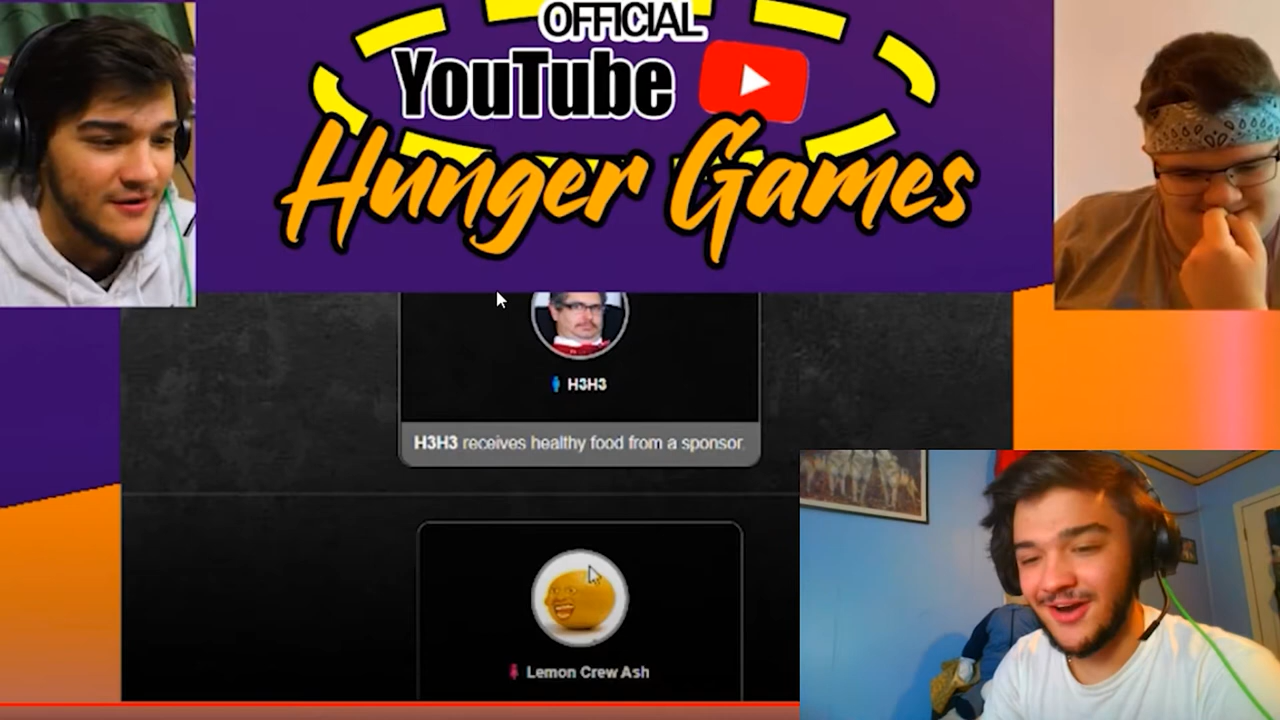 OFFICIAL
YouTube
Hunger Games
H3H3
H3H3 receives healthy food from a sponsor.
Lemon Crew Ash